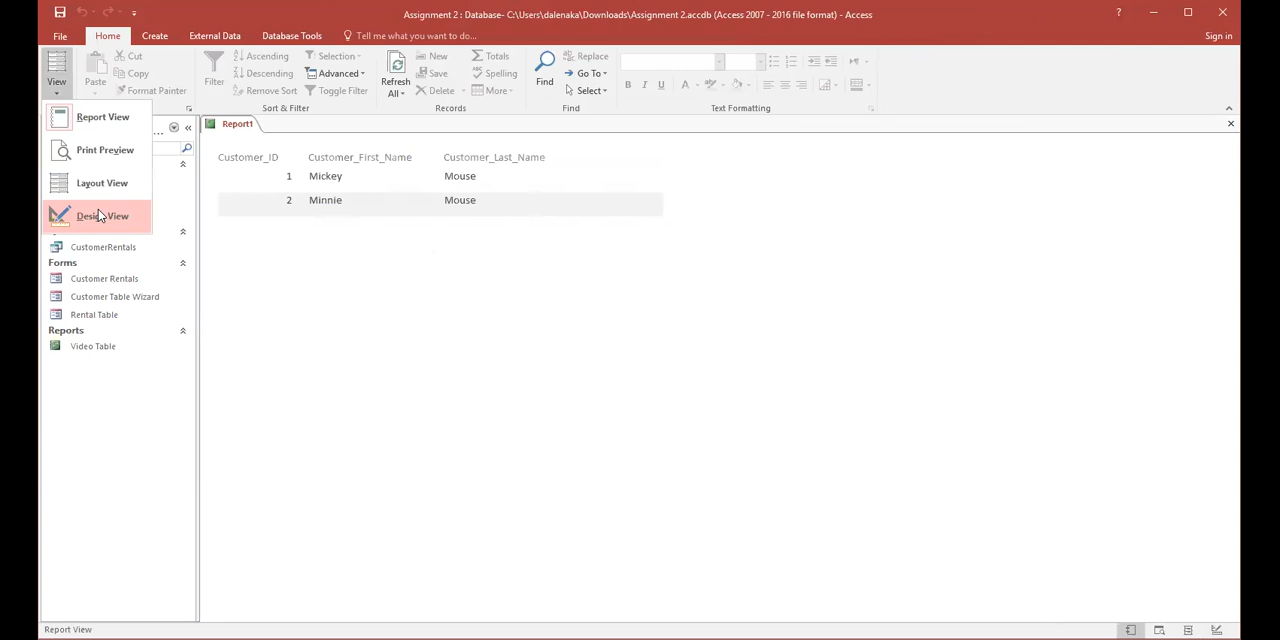 Assignment 2 : Database- C:\Users\dalenaka\Downloads\Assignment 2.accdb (Access 2007 - 2016 file format) - Access
?
File Home Create External Data Database Tools Tell me what you want to do... Sign in
View
Paste
Cut
Copy
Format Painter
Filter
Ascending
Descending
Remove Sort
Selection
Advanced
Toggle Filter
Sort & Filter
Refresh
All
New
Save
Delete
Totals
Spelling
More
Records
Find
Replace
Go To
Select
Find
B I U A
Text Formatting
Report View
Print Preview
Layout View
Design View
...
CustomerRentals
Forms
Customer Rentals
Customer Table Wizard
Rental Table
Reports
Video Table
Report1
Customer_ID Customer_First_Name Customer_Last_Name
1 Mickey Mouse
2 Minnie Mouse
Report View